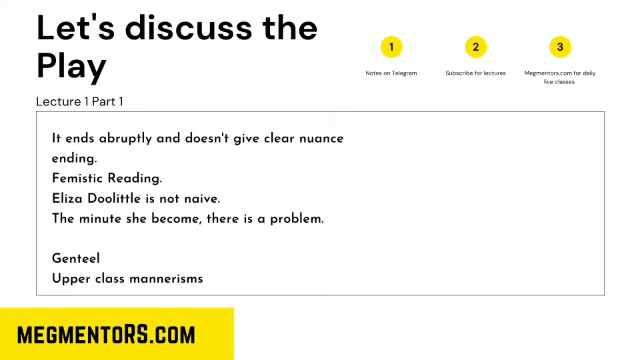 Let's discuss the
Play
Lecture 1 Part 1
1
2
3
Notes on Telegram
Subscribe for lectures
Megmentors.com for daily
live classes
It ends abruptly and doesn't give clear nuance
ending.
Femistic Reading.
Eliza Doolittle is not naive.
The minute she become, there is a problem.
Genteel
Upper class mannerisms
MEGMENTORS.COM